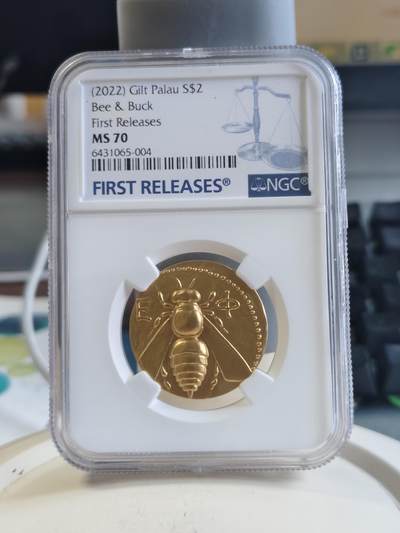 (2022) Gilt Palau S$2
Bee & Buck
First Releases
MS 70
6431065-004
FIRST RELEASES®
NGC®